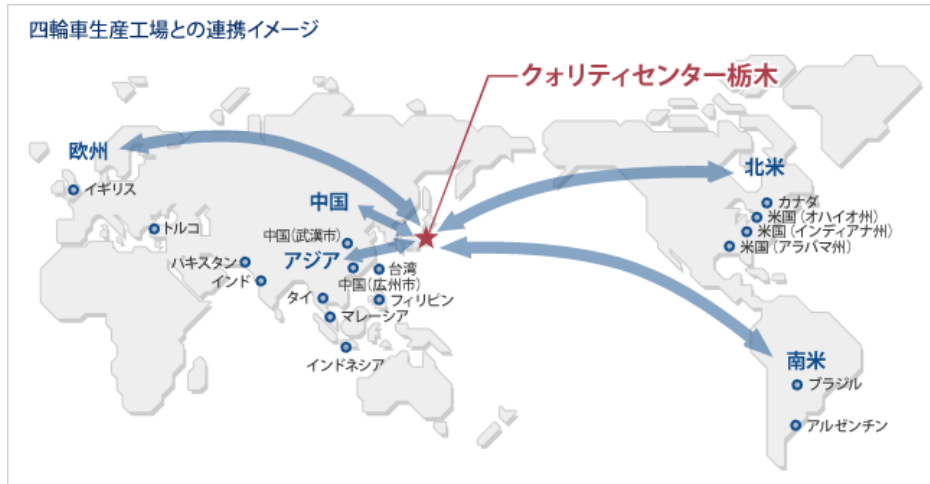 四輪車生産工場との連携イメージ
クォリティセンター栃木
欧州
イギリス
トルコ
中国
中国(武漢市)
アジア
パキスタン
インド
台湾
中国(広州市)
タイ
フィリピン
マレーシア
インドネシア
北米
カナダ
米国(オハイオ州)
米国(インディアナ州)
米国(アラバマ州)
南米
ブラジル
アルゼンチン